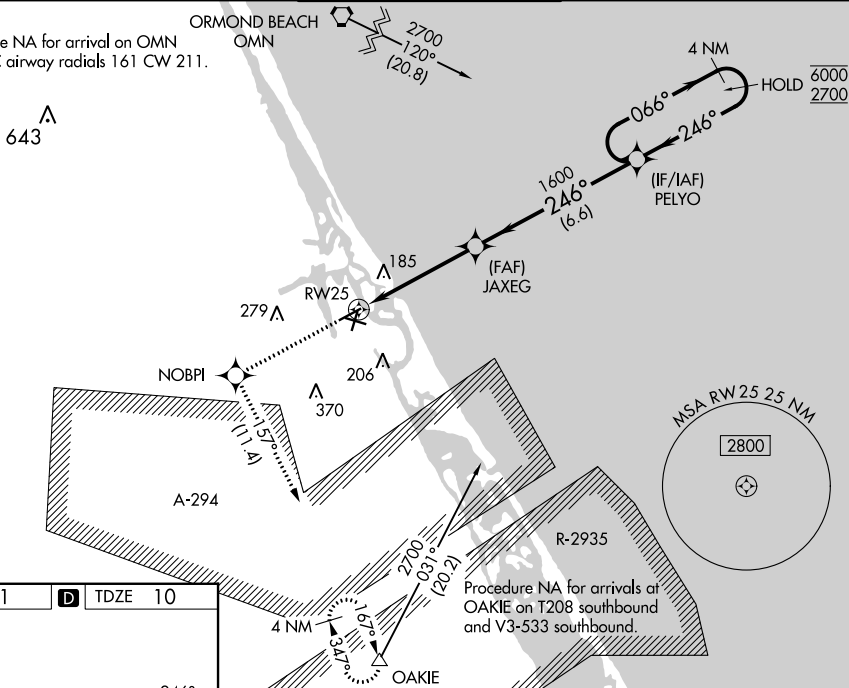 ORMOND BEACH
OMN
2700
120°
(20.8)
e NA for arrival on OMN
airway radials 161 CW 211.
643
4 NM
HOLD
6000
2700
066°
246°
(IF/IAF)
PELYO
1600
246°
(6.6)
(FAF)
JAXEG
185
RW25
279
NOBPI
206
370
157°
(11.4)
MSA RW25 25 NM
2800
A-294
R-2935
2700
031°
(20.2)
Procedure NA for arrivals at
OAKIE on T208 southbound
and V3-533 southbound.
1
D
TDZE 10
4 NM
167°
347°
OAKIE